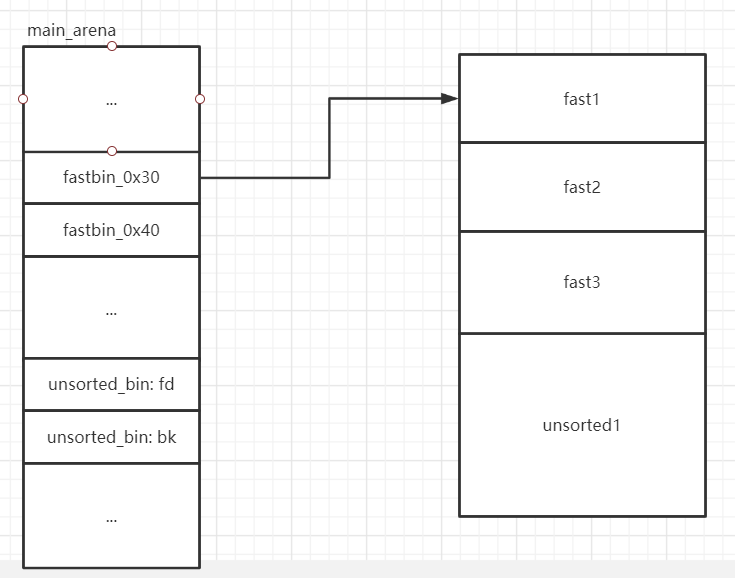 main_arena
...
fastbin_0x30
fastbin_0x40
...
unsorted_bin: fd
unsorted_bin: bk
...
fast1
fast2
fast3
unsorted1